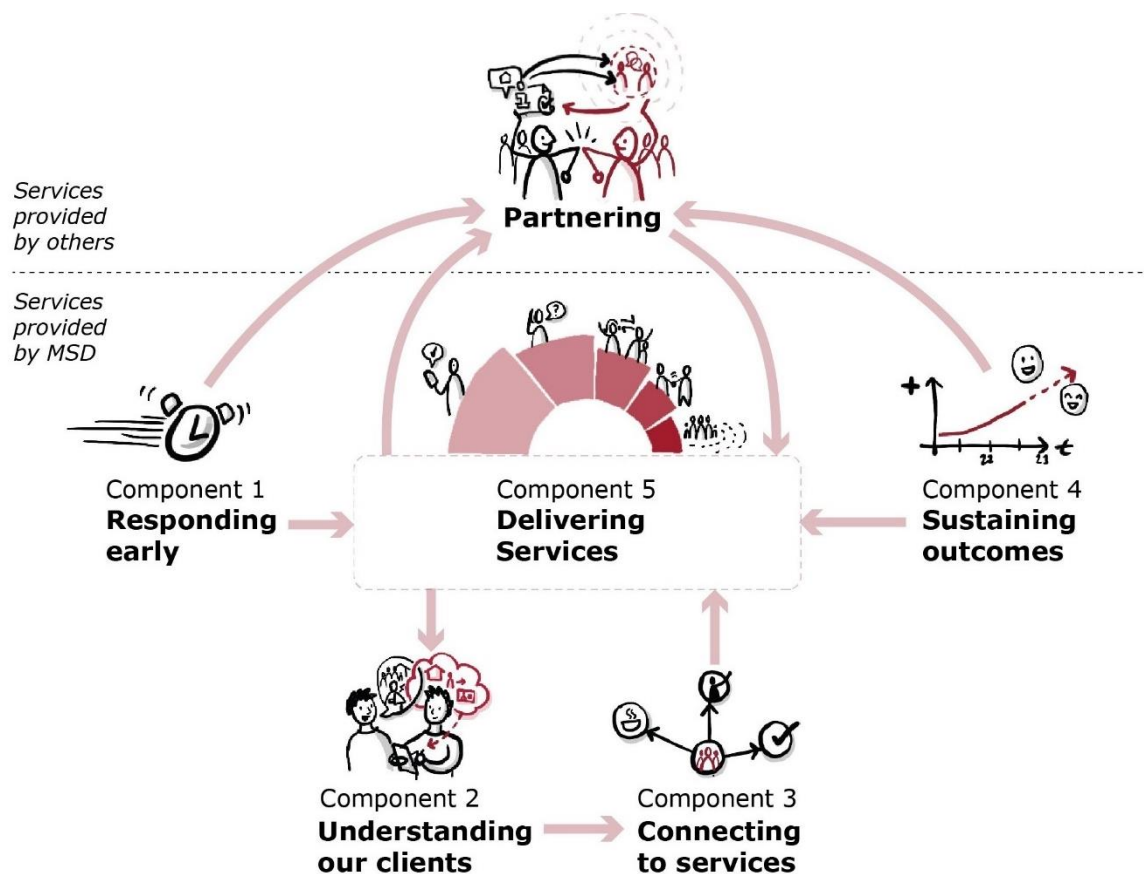 Services
provided
by others
Partnering
Services
provided
by MSD
Component 1
Responding
early
Component 5
Delivering
Services
Component 4
Sustaining
outcomes
Component 2
Understanding
our clients
Component 3
Connecting
to services